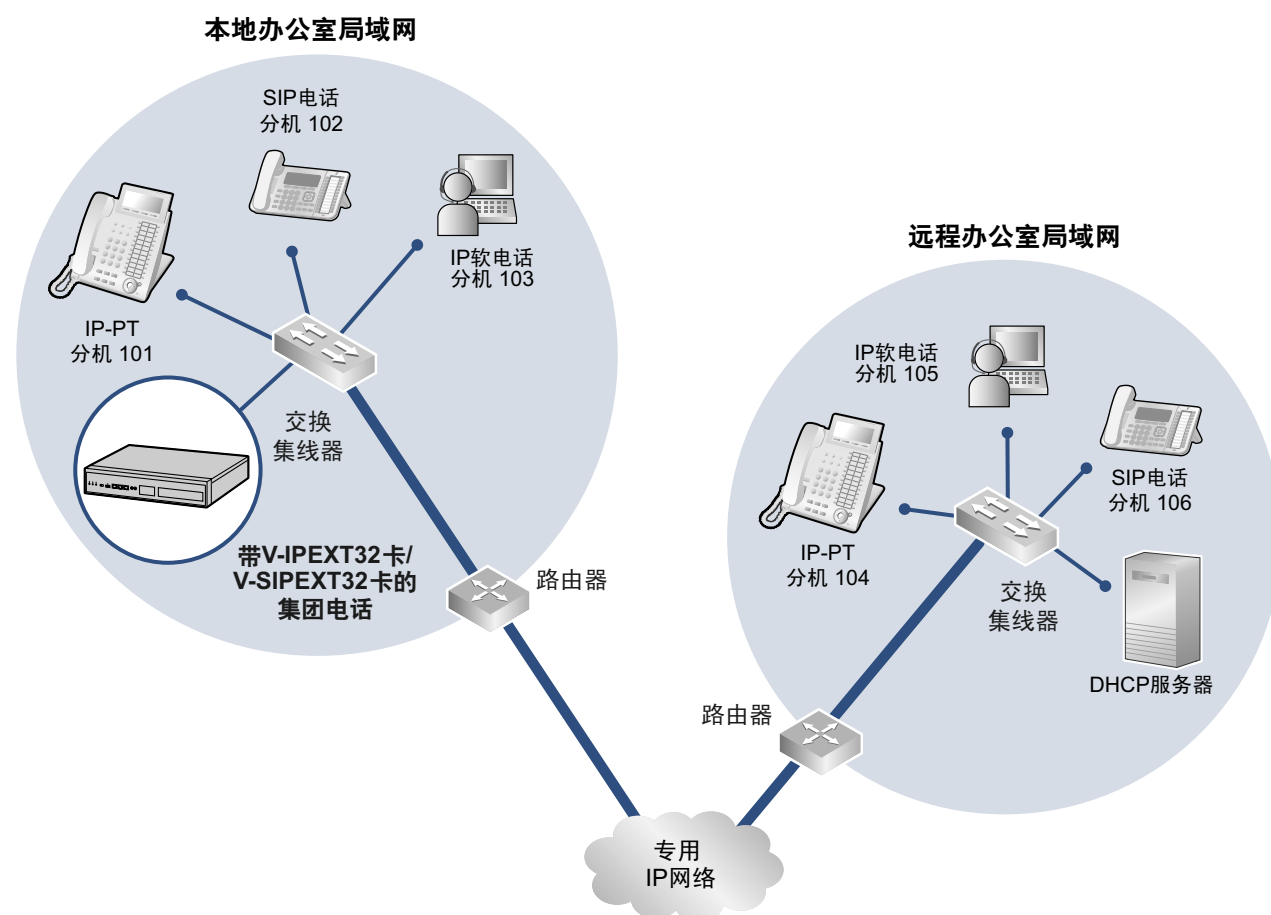 本地办公室局域网
SIP电话
分机 102
IP软电话
分机 103
IP-PT
分机 101
交换
集线器
带V-IPEXT32卡/
V-SIPEXT32卡的
集团电话
路由器
远程办公室局域网
IP软电话
分机 105
SIP电话
分机 106
IP-PT
分机 104
交换
集线器
DHCP服务器
路由器
专用
IP网络